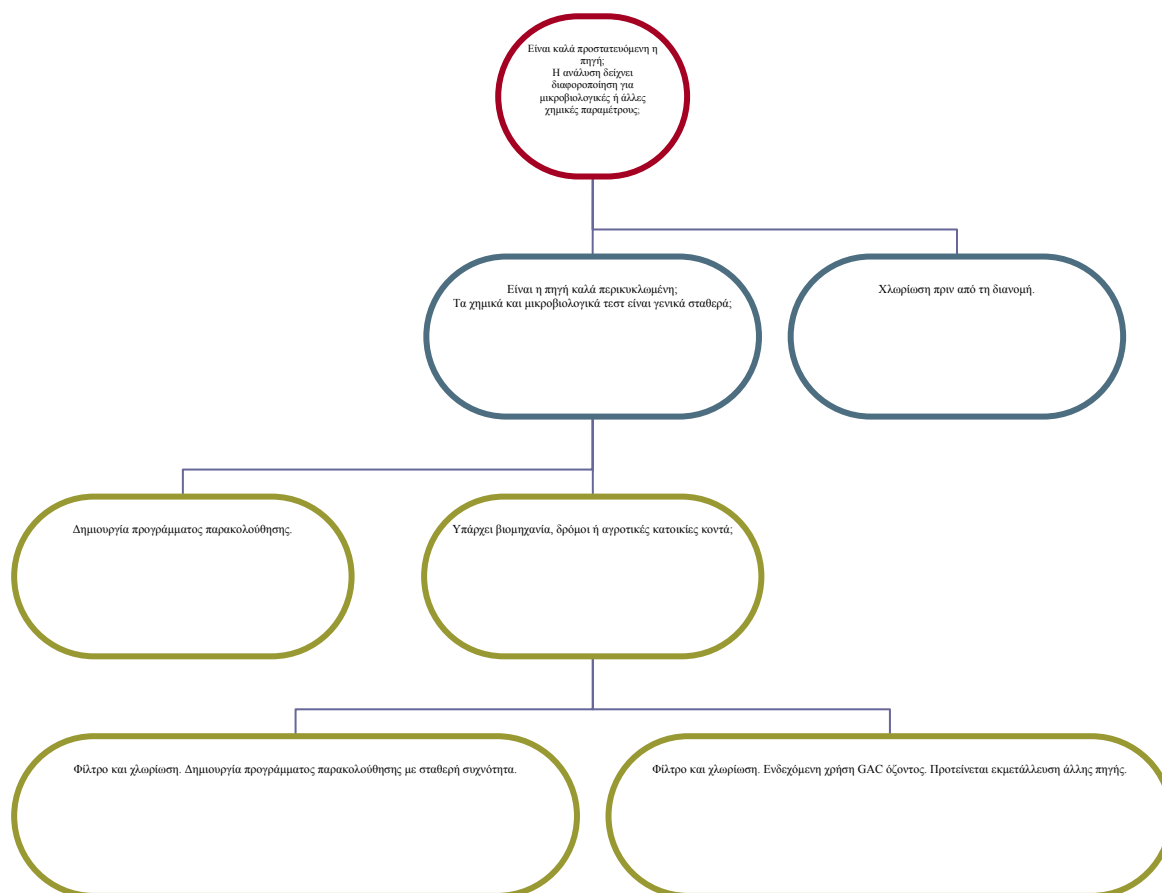 Είναι καλά προστατευόμενη η
πηγή;
Η ανάλυση δείχνει
διαφοροποίηση για
μικροβιολογικές ή άλλες
χημικές παραμέτρους;
Είναι η πηγή καλά περικυκλωμένη;
Τα χημικά και μικροβιολογικά τεστ είναι γενικά σταθερά;
Χλωρίωση πριν από τη διανομή.
Δημιουργία προγράμματος παρακολούθησης.
Υπάρχει βιομηχανία, δρόμοι ή αγροτικές κατοικίες κοντά;
Φίλτρο και χλωρίωση. Δημιουργία προγράμματος παρακολούθησης με σταθερή συχνότητα.
Φίλτρο και χλωρίωση. Ενδεχόμενη χρήση GAC όζοντος. Προτείνεται εκμετάλλευση άλλης πηγής.